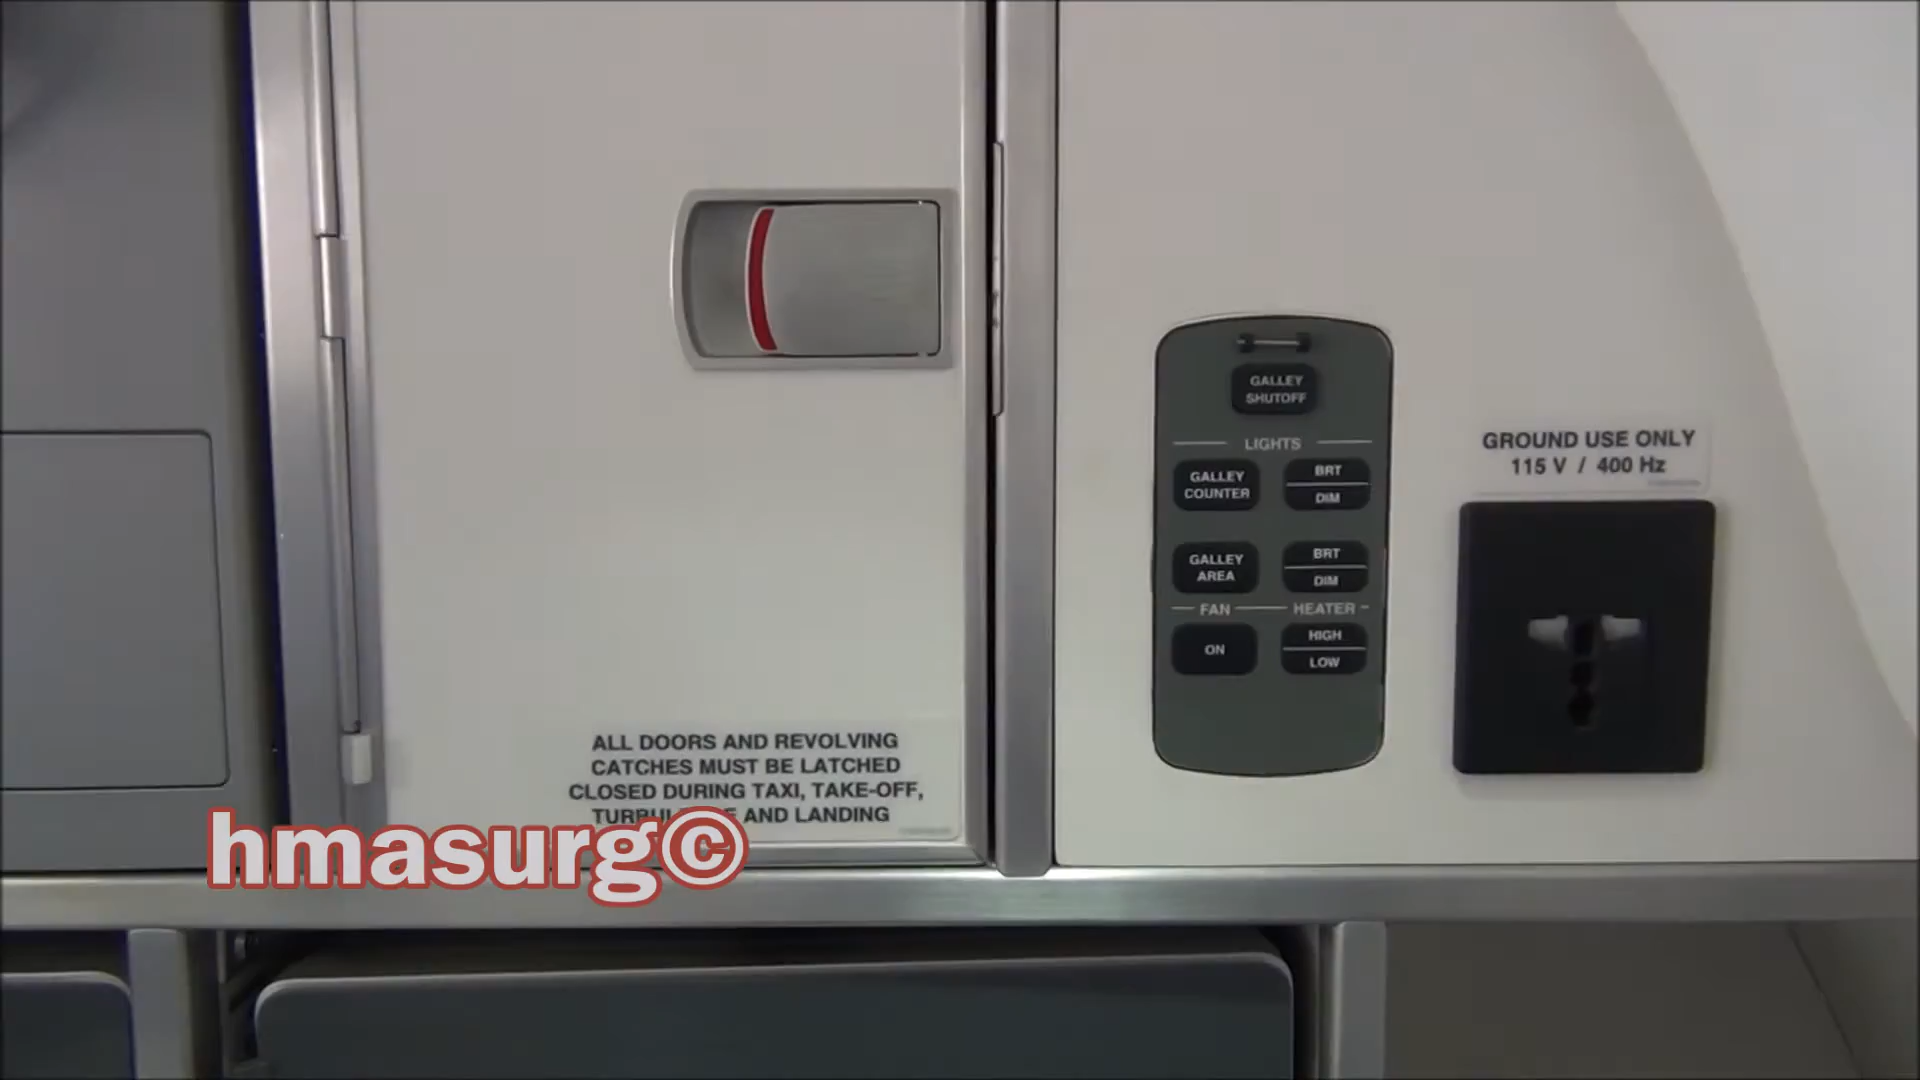 GALLEY
SHUTOFF
LIGHTS
GALLEY
COUNTER
BRT
DIM
GALLEY
AREA
BRT
DIM
FAN
HEATER
ON
HIGH
LOW
GROUND USE ONLY
115 V / 400 Hz
ALL DOORS AND REVOLVING
CATCHES MUST BE LATCHED
CLOSED DURING TAXI, TAKE-OFF,
AND LANDING
hmasurg©